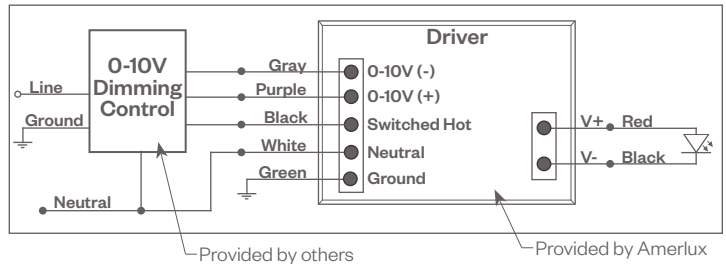 Driver
0-10V
Dimming
Control
Line
Ground
Neutral
Gray
Purple
Black
White
Green
0-10V (-)
0-10V (+)
Switched Hot
Neutral
Ground
V+ Red
V- Black
Provided by others
Provided by Amerlux